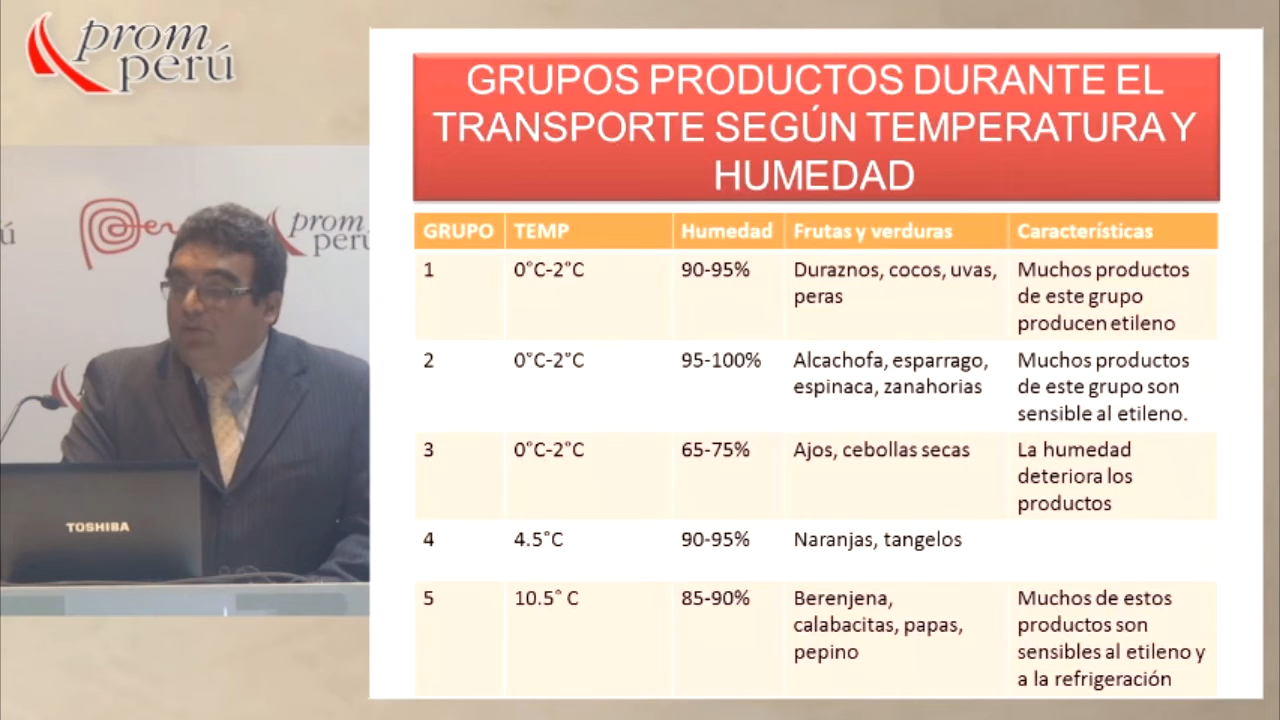 prom
perú
GRUPOS PRODUCTOS DURANTE EL
TRANSPORTE SEGÚN TEMPERATURA Y
HUMEDAD
GRUPO TEMP Humedad Frutas y verduras Características
1 0°C-2°C 90-95% Duraznos, cocos, uvas, Muchos productos
peras de este grupo
producen etileno
2 0°C-2°C 95-100% Alcachofa, esparrago, Muchos productos
espinaca, zanahorias de este grupo son
sensible al etileno.
3 0°C-2°C 65-75% Ajos, cebollas secas La humedad
deteriora los
productos
4 4.5°C 90-95% Naranjas, tangelos
5 10.5° C 85-90% Berenjena, Muchos de estos
calabacitas, papas, productos son
pepino sensibles al etileno y
a la refrigeración
ú
Perú
prom
perú
TOSHIBA